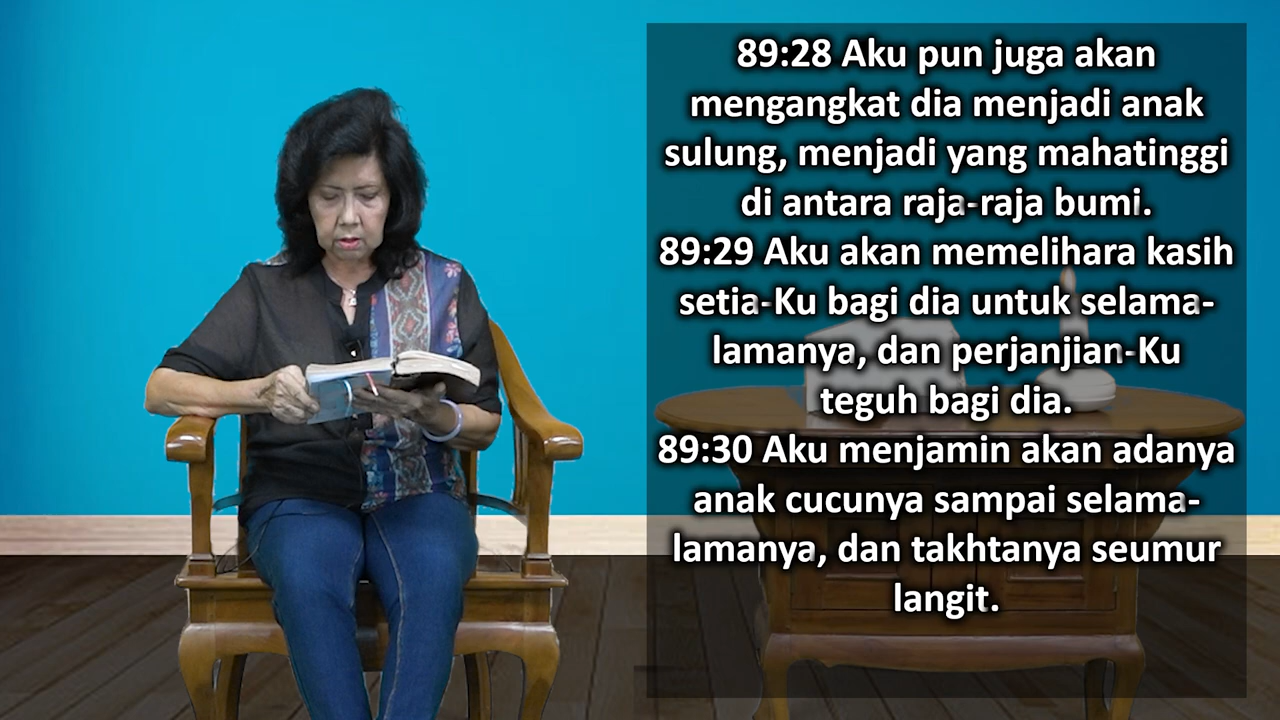 89:28 Aku pun juga akan
mengangkat dia menjadi anak
sulung, menjadi yang mahatinggi
di antara raja-raja bumi.
89:29 Aku akan memelihara kasih
setia-Ku bagi dia untuk selama-
lamanya, dan perjanjian-Ku
teguh bagi dia.
89:30 Aku menjamin akan adanya
anak cucunya sampai selama-
lamanya, dan takhtanya seumur
langit.